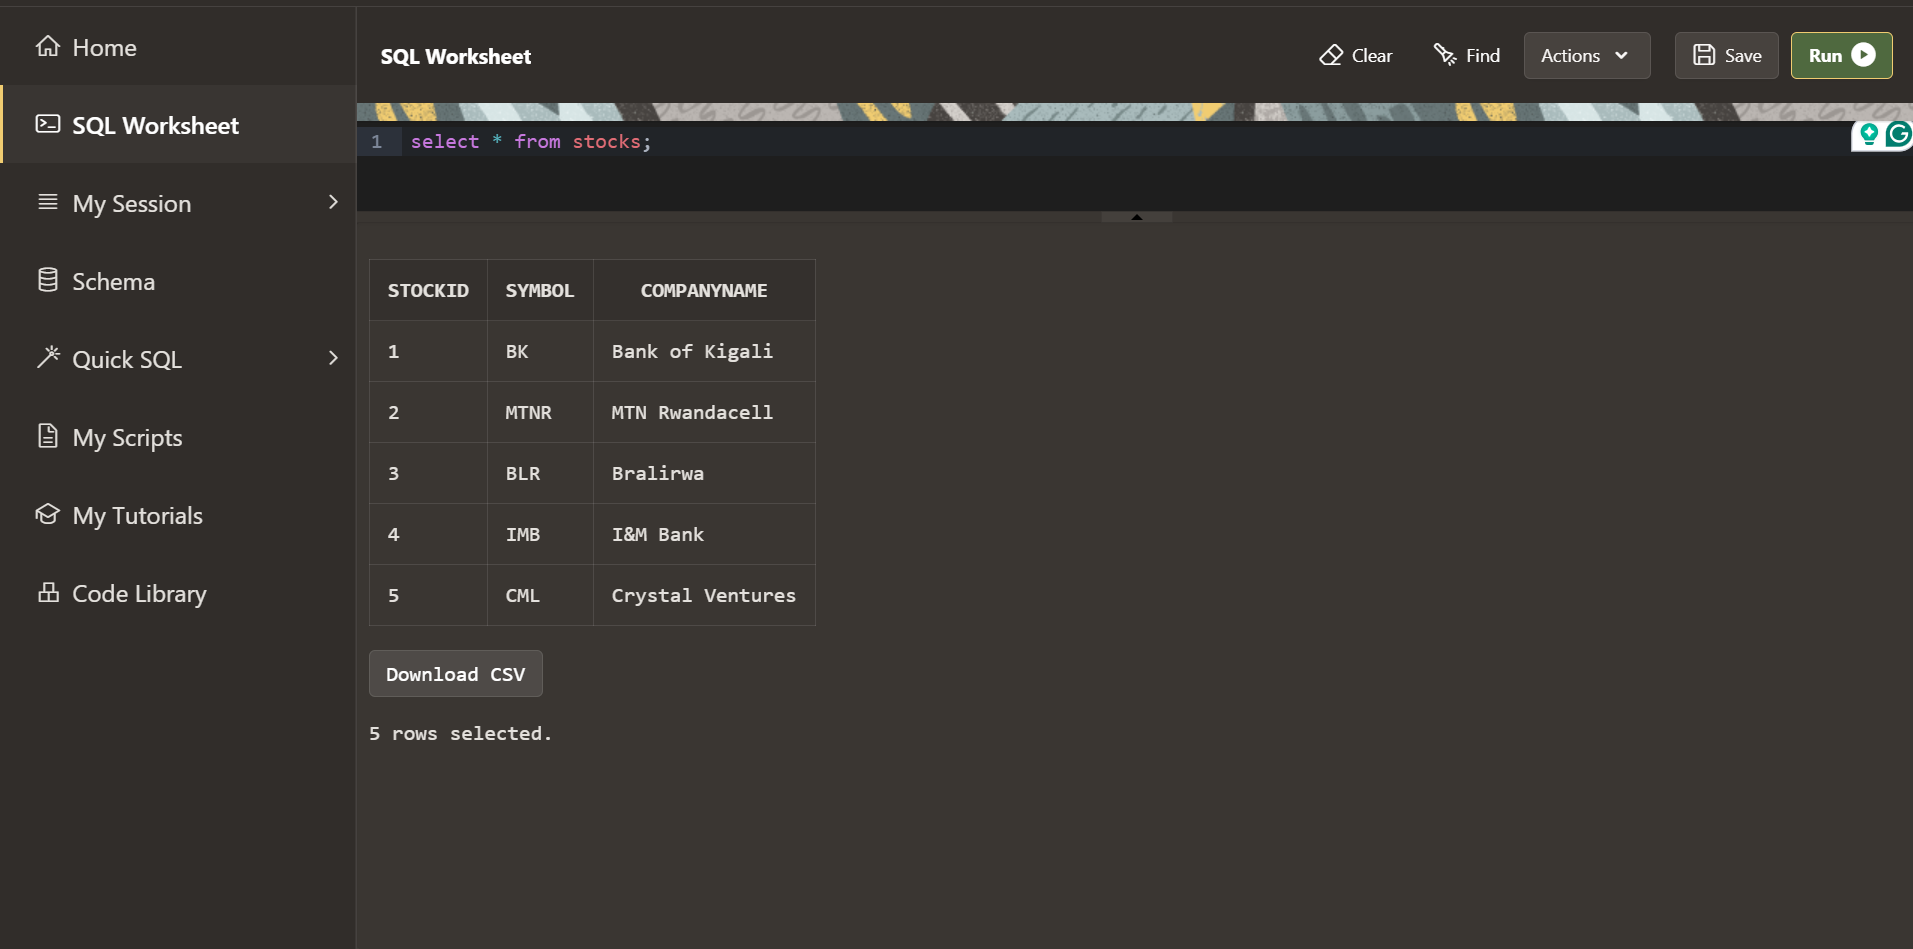 Home
SQL Worksheet
My Session
Schema
Quick SQL
My Scripts
My Tutorials
Code Library
SQL Worksheet
Clear
Find
Actions
Save
Run
1 select * from stocks;
STOCKID SYMBOL COMPANYNAME
1 BK Bank of Kigali
2 MTNR MTN Rwandacell
3 BLR Bralirwa
4 IMB I&M Bank
5 CML Crystal Ventures
Download CSV
5 rows selected.